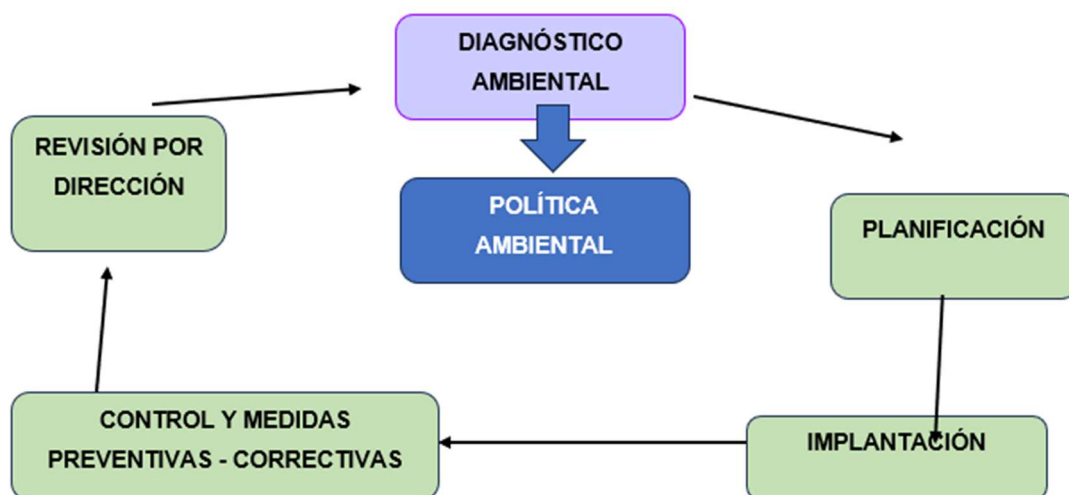 DIAGNÓSTICO
AMBIENTAL
POLÍTICA
AMBIENTAL
PLANIFICACIÓN
IMPLANTACIÓN
CONTROL Y MEDIDAS
PREVENTIVAS - CORRECTIVAS
REVISIÓN POR
DIRECCIÓN